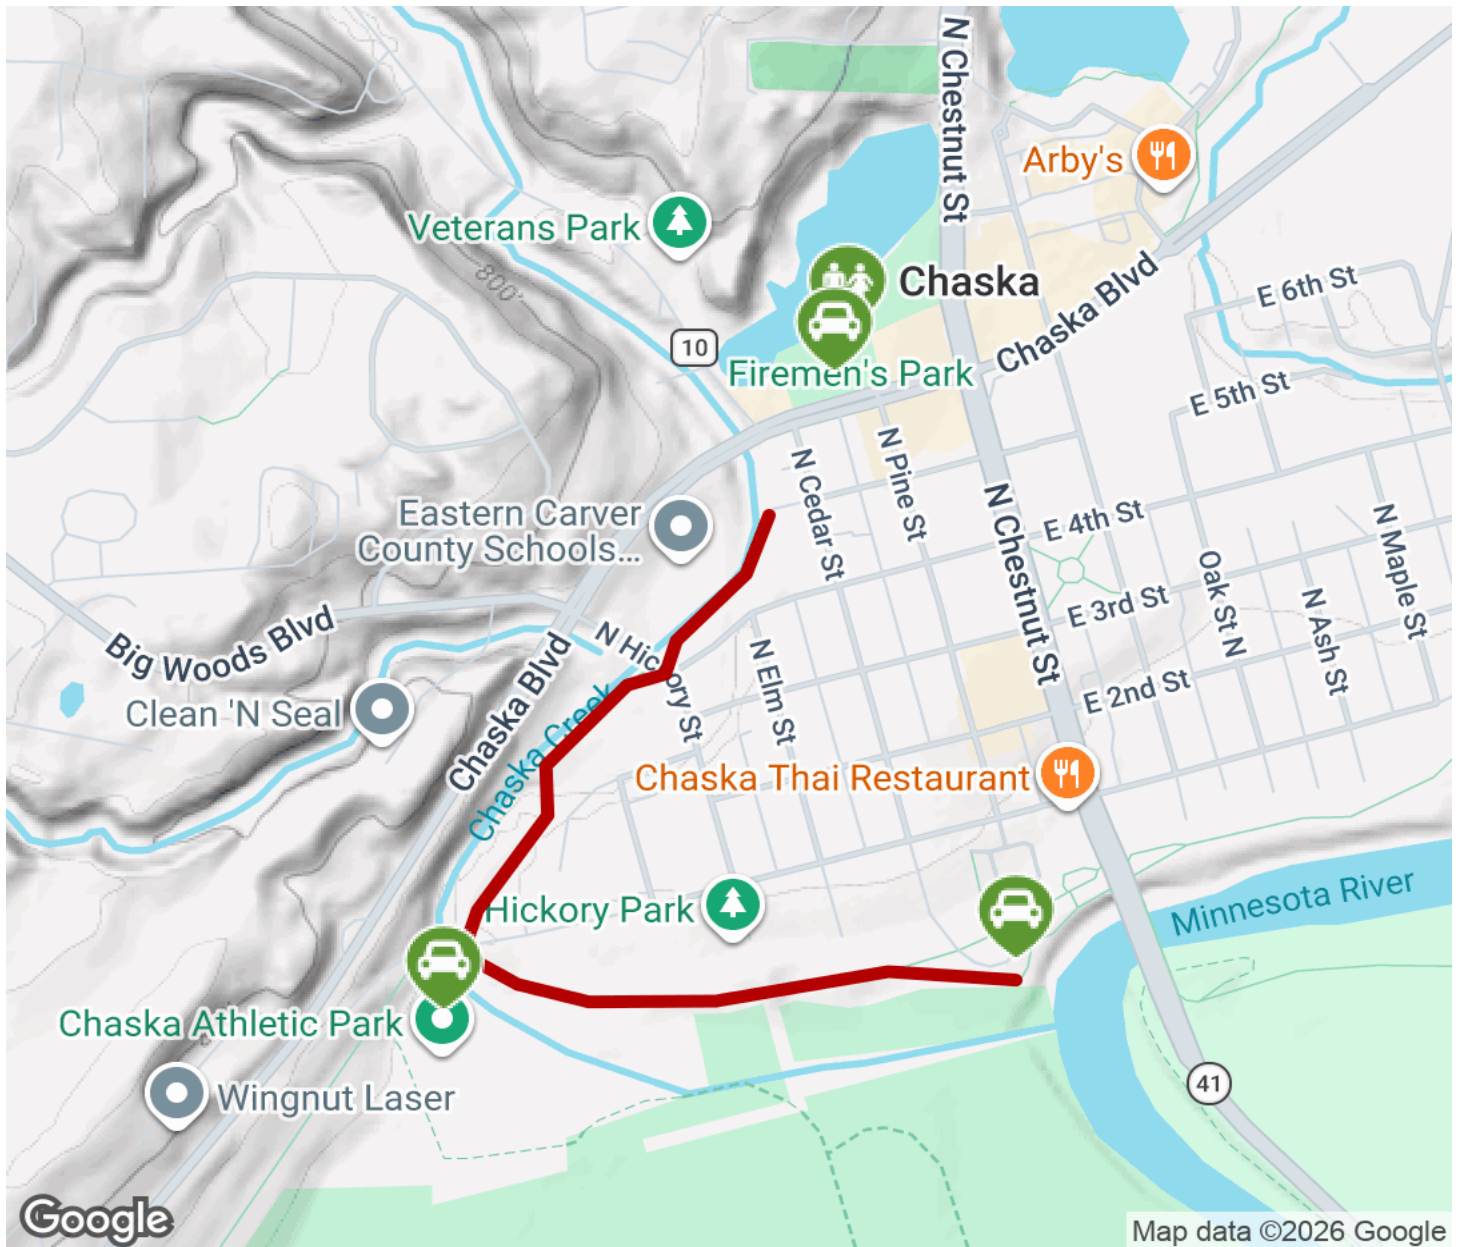 N Chestnut St
Arby's
Veterans Park
Chaska
800'
E 6th St
Chaska Blvd
10
Firemen's Park
E 5th St
N Cedar St
N Pine St
Eastern Carver
County Schools...
N Chestnut St
E 4th St
N Maple St
Oak St N
E 3rd St
N Ash St
Big Woods Blvd
N Hickory St
N Elm St
Chaska Blvd
E 2nd St
Clean 'N Seal
Chaska Creek
Chaska Thai Restaurant
Hickory Park
Minnesota River
Chaska Athletic Park
Wingnut Laser
41
Google
Map data ©2026 Google